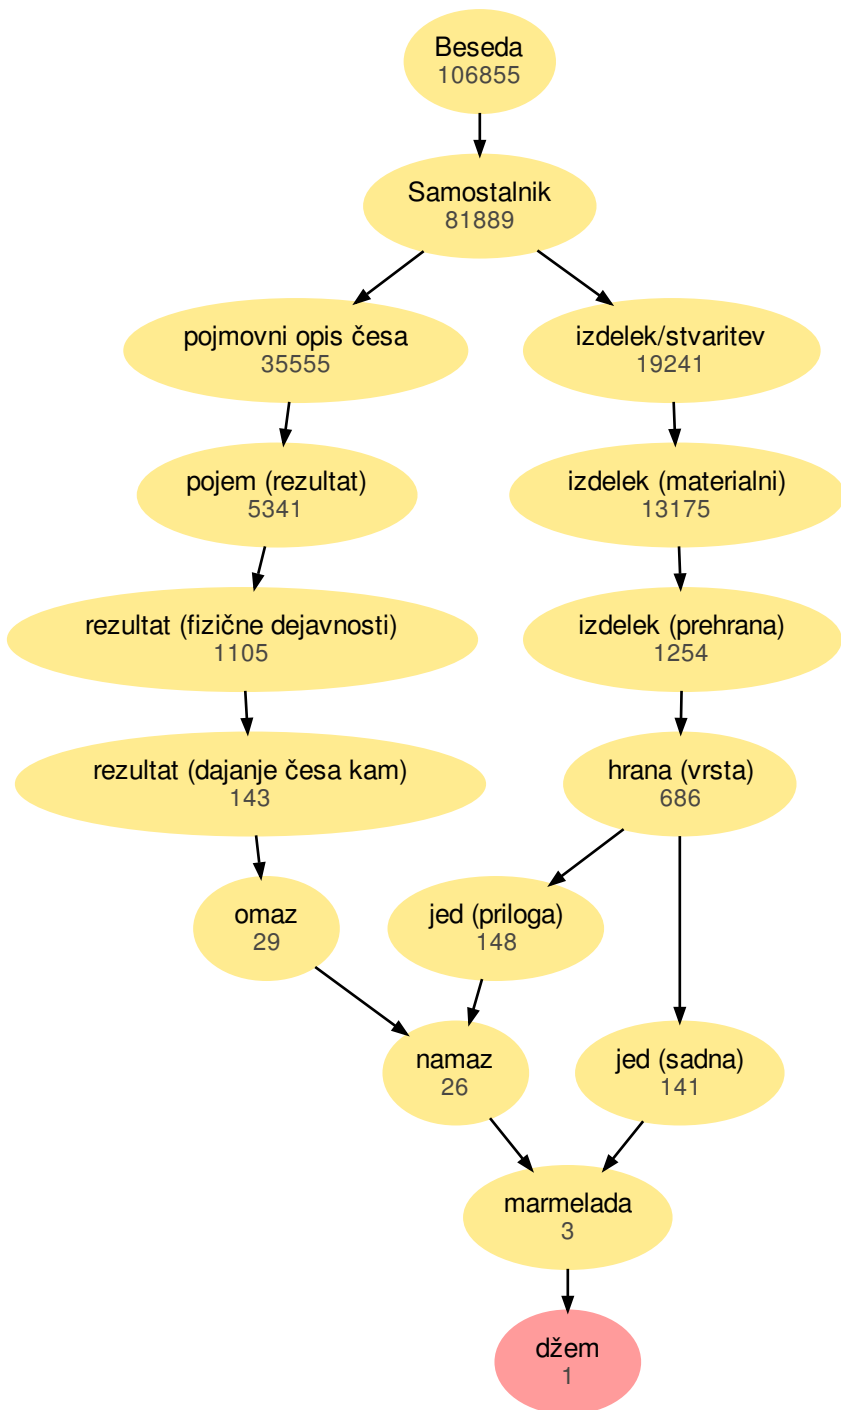 Beseda
106855
Samostalnik
81889
pojmovni opis česa
35555
izdelek/stvaritev
19241
pojem (rezultat)
5341
izdelek (materialni)
13175
rezultat (fizične dejavnosti)
1105
izdelek (prehrana)
1254
rezultat (dajanje česa kam)
143
hrana (vrsta)
686
omaz
29
jed (priloga)
148
namaz
26
jed (sadna)
141
marmelada
3
džem
1